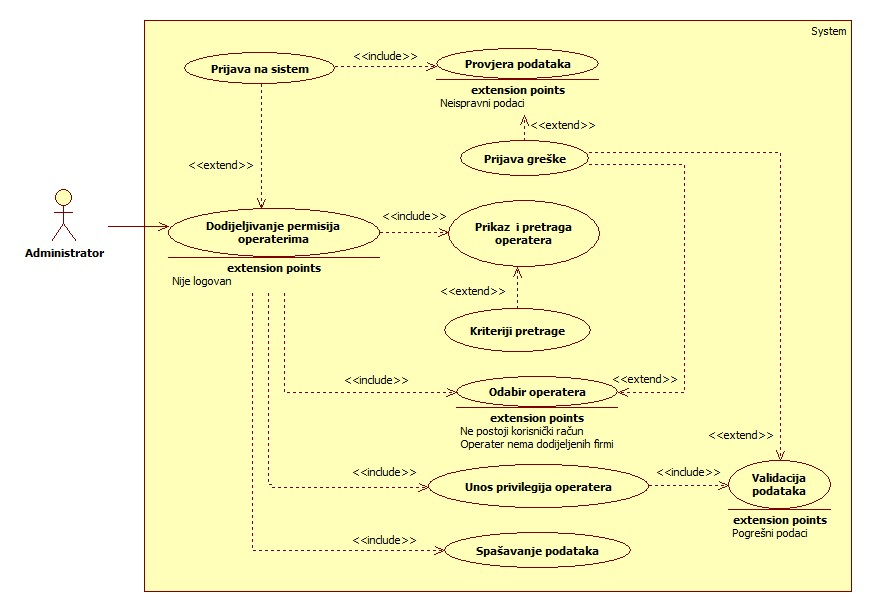 System
<<include>>
Prijava na sistem
Provjera podataka
extension points
Neispravni podaci
<<extend>>
Prijava greške
<<extend>>
Administrator
Dodijeljivanje permisija
operaterima
extension points
Nije logovan
<<include>>
Prikaz i pretraga
operatera
<<extend>>
Kriteriji pretrage
<<include>>
<<extend>>
Odabir operatera
extension points
Ne postoji korisnički račun
Operater nema dodijeljenih firmi
<<extend>>
<<include>>
Unos privilegija operatera
<<include>>
Validacija
podataka
extension points
Pogrešni podaci
<<include>>
Spašavanje podataka